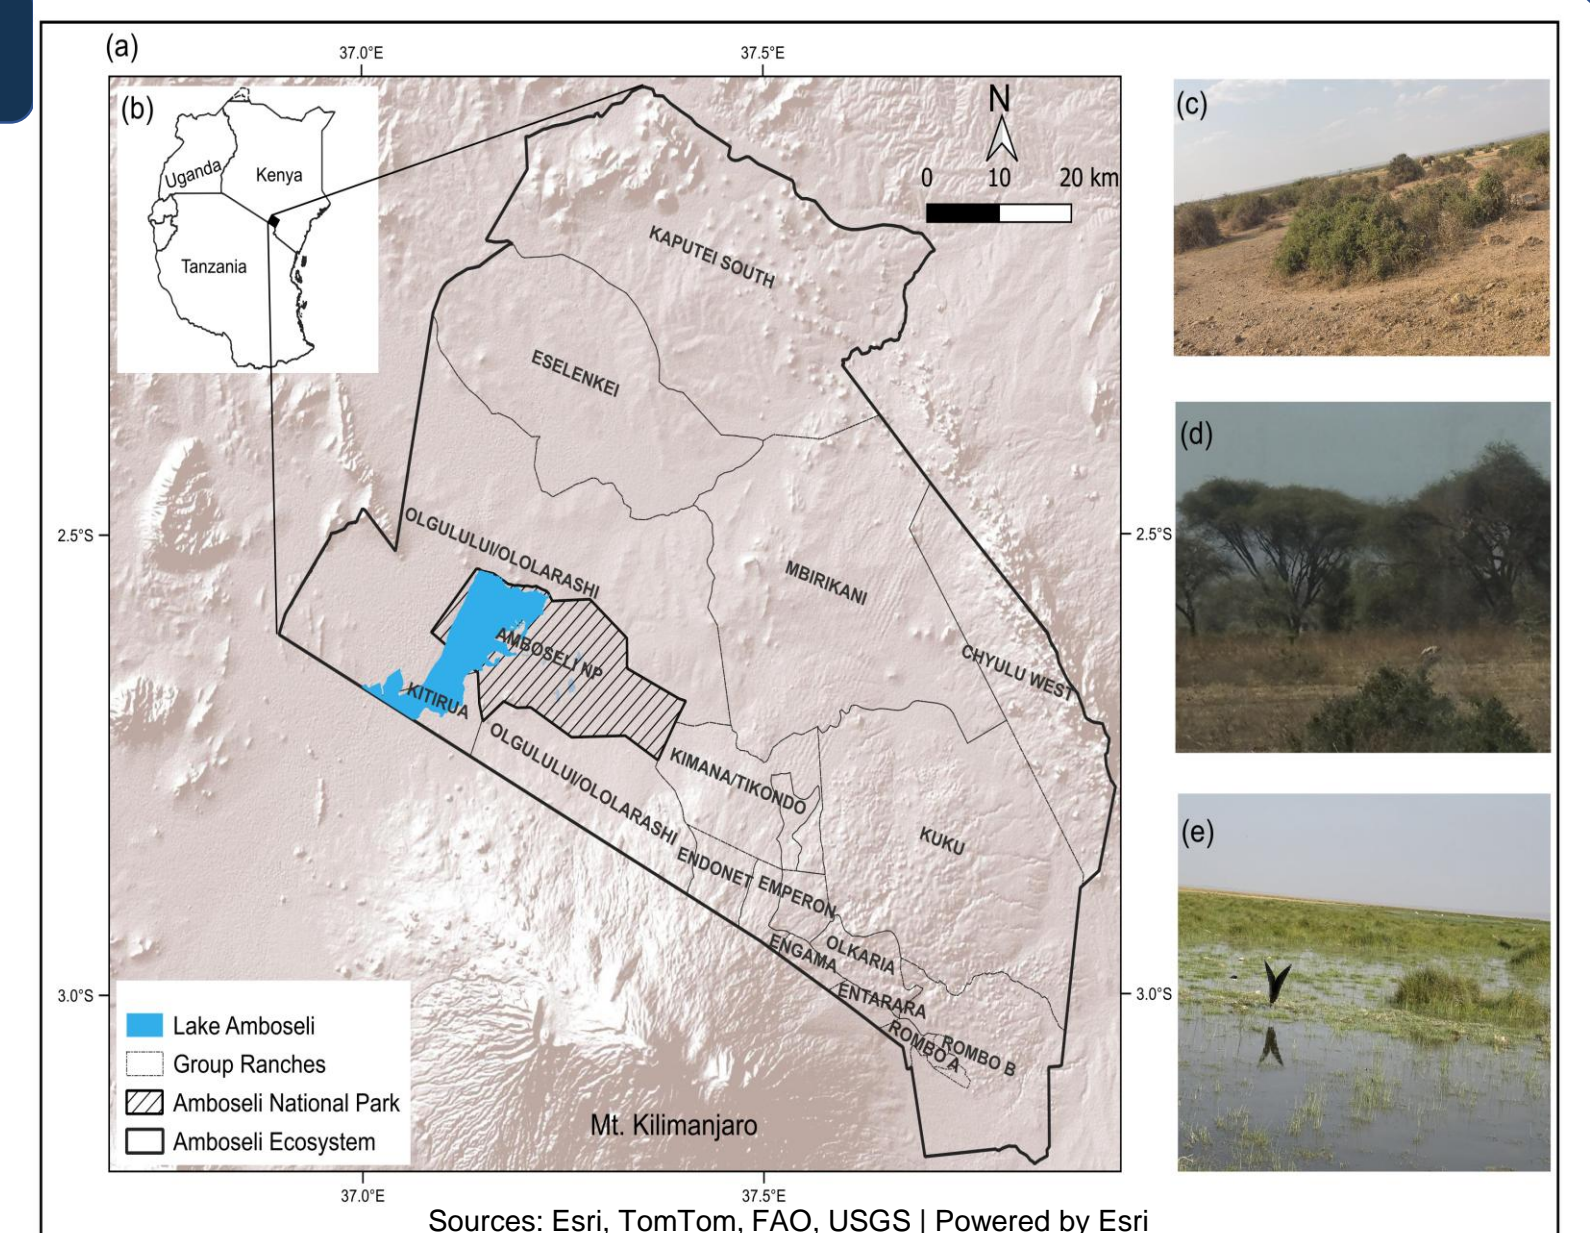 (a)
37.0°E
37.5°E
(b)
Uganda
Kenya
Tanzania
N
0 10 20 km
KAPUTEI SOUTH
ESELENKEI
2.5°S
2.5°S
OLGULULUI/OLOLARASHI
MBIRIKANI
AMBOSELI NP
CHYULU WEST
KITIRUA
OLGULULUI/OLOLARASHI
KIMANA/TIKONDO
KUKU
ENDONET
EMPERON
OLKARIA
ENGAMA
ENTARARA
3.0°S
3.0°S
ROMBO A
ROMBO B
Lake Amboseli
Group Ranches
Amboseli National Park
Amboseli Ecosystem
Mt. Kilimanjaro
37.0°E
37.5°E
(c)
(d)
(e)
Sources: Esri, TomTom, FAO, USGS | Powered by Esri